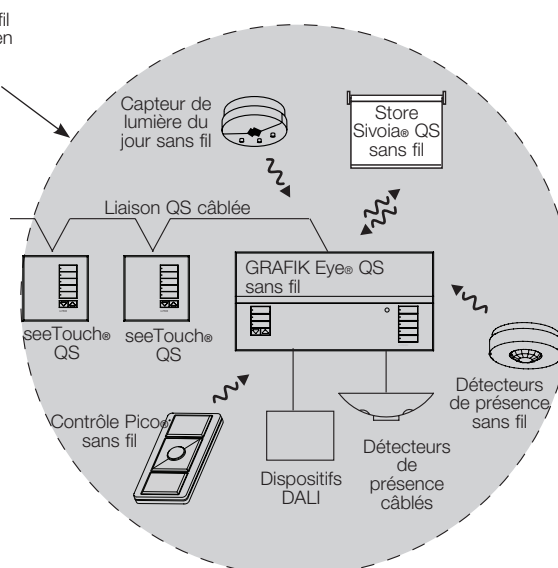 fil
en
Capteur de
lumière du
jour sans fil
Store
Sivoia® QS
sans fil
Liaison QS câblée
GRAFIK Eye® QS
sans fil
seeTouch®
QS
seeTouch®
QS
Détecteurs
de présence
sans fil
Contrôle Pico®
sans fil
Dispositifs
DALI
Détecteurs
de
présence
câblés